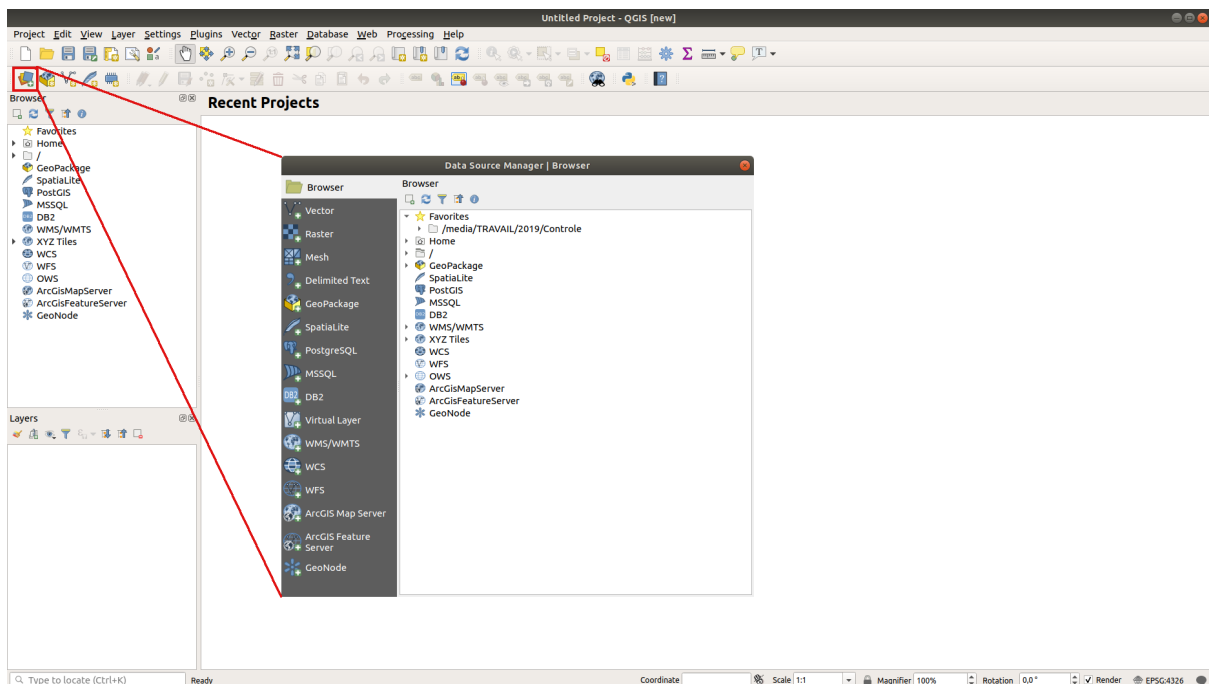 Untitled Project - QGIS [new]
Project Edit View Layer Settings Plugins Vector Raster Database Web Processing Help
Browser
Favorites
Home
/
GeoPackage
SpatiaLite
PostGIS
MSSQL
DB2
WMS/WMTS
XYZ Tiles
WCS
WFS
OWS
ArcGisMapServer
ArcGisFeatureServer
GeoNode
Layers
Recent Projects
Data Source Manager | Browser
Browser
Vector
Raster
Mesh
Delimited Text
GeoPackage
SpatiaLite
PostgreSQL
MSSQL
DB2
Virtual Layer
WMS/WMTS
WCS
WFS
ArcGIS Map Server
ArcGIS Feature
Server
GeoNode
Browser
Favorites
/media/TRAVAIL/2019/Controle
Home
/
GeoPackage
SpatiaLite
PostGIS
MSSQL
DB2
WMS/WMTS
XYZ Tiles
WCS
WFS
OWS
ArcGisMapServer
ArcGisFeatureServer
GeoNode
Type to locate (Ctrl+K) Ready Coordinate Scale 1:1 Magnifier 100% Rotation 0,0 ° Render EPSG:4326